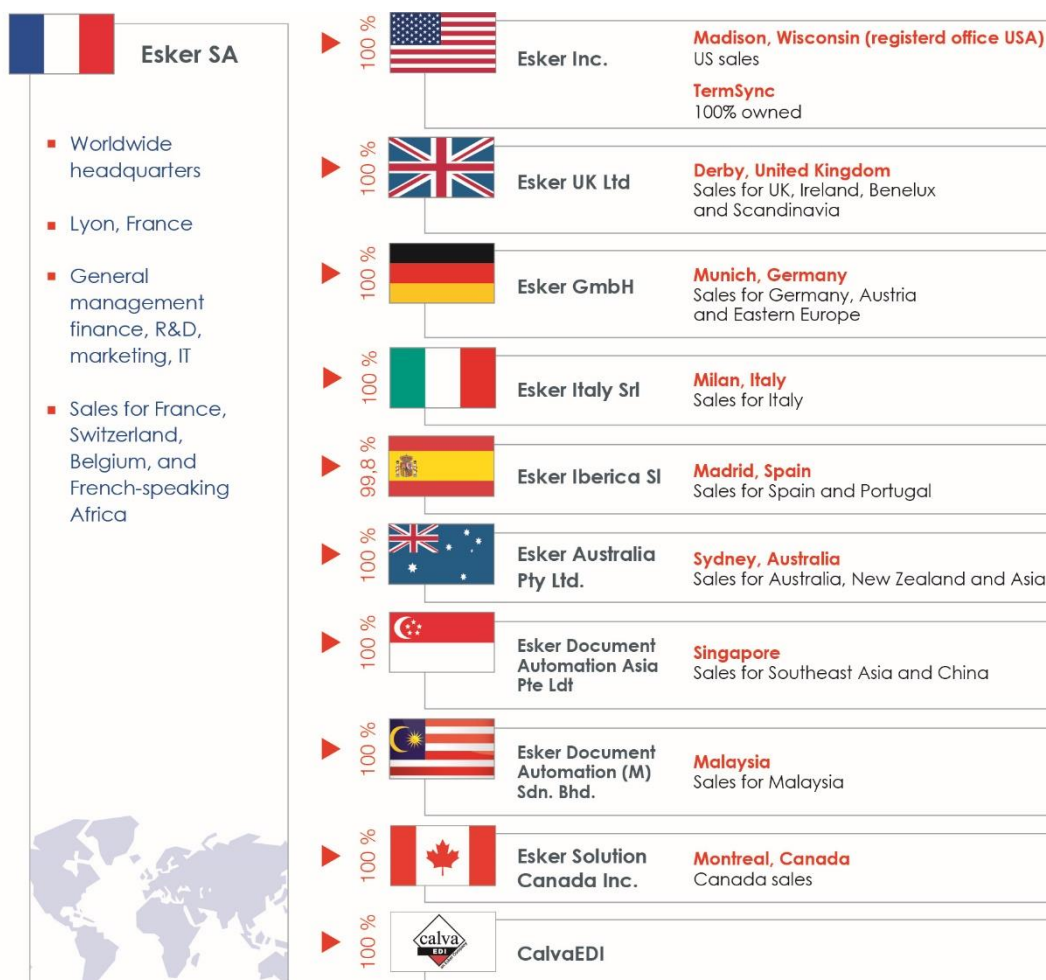 Esker SA
Worldwide
headquarters
Lyon, France
General
management
finance, R&D,
marketing, IT
Sales for France,
Switzerland,
Belgium, and
French-speaking
Africa
100 %
Esker Inc.
Madison, Wisconsin (registerd office USA)
US sales
TermSync
100% owned
100 %
Esker UK Ltd
Derby, United Kingdom
Sales for UK, Ireland, Benelux
and Scandinavia
100 %
Esker GmbH
Munich, Germany
Sales for Germany, Austria
and Eastern Europe
100 %
Esker Italy Srl
Milan, Italy
Sales for Italy
99,8 %
Esker Iberica Sl
Madrid, Spain
Sales for Spain and Portugal
100 %
Esker Australia
Pty Ltd.
Sydney, Australia
Sales for Australia, New Zealand and Asia
100 %
Esker Document
Automation Asia
Pte Ldt
Singapore
Sales for Southeast Asia and China
100 %
Esker Document
Automation (M)
Sdn. Bhd.
Malaysia
Sales for Malaysia
100 %
Esker Solution
Canada Inc.
Montreal, Canada
Canada sales
100 %
calva
EDI
CalvaEDI